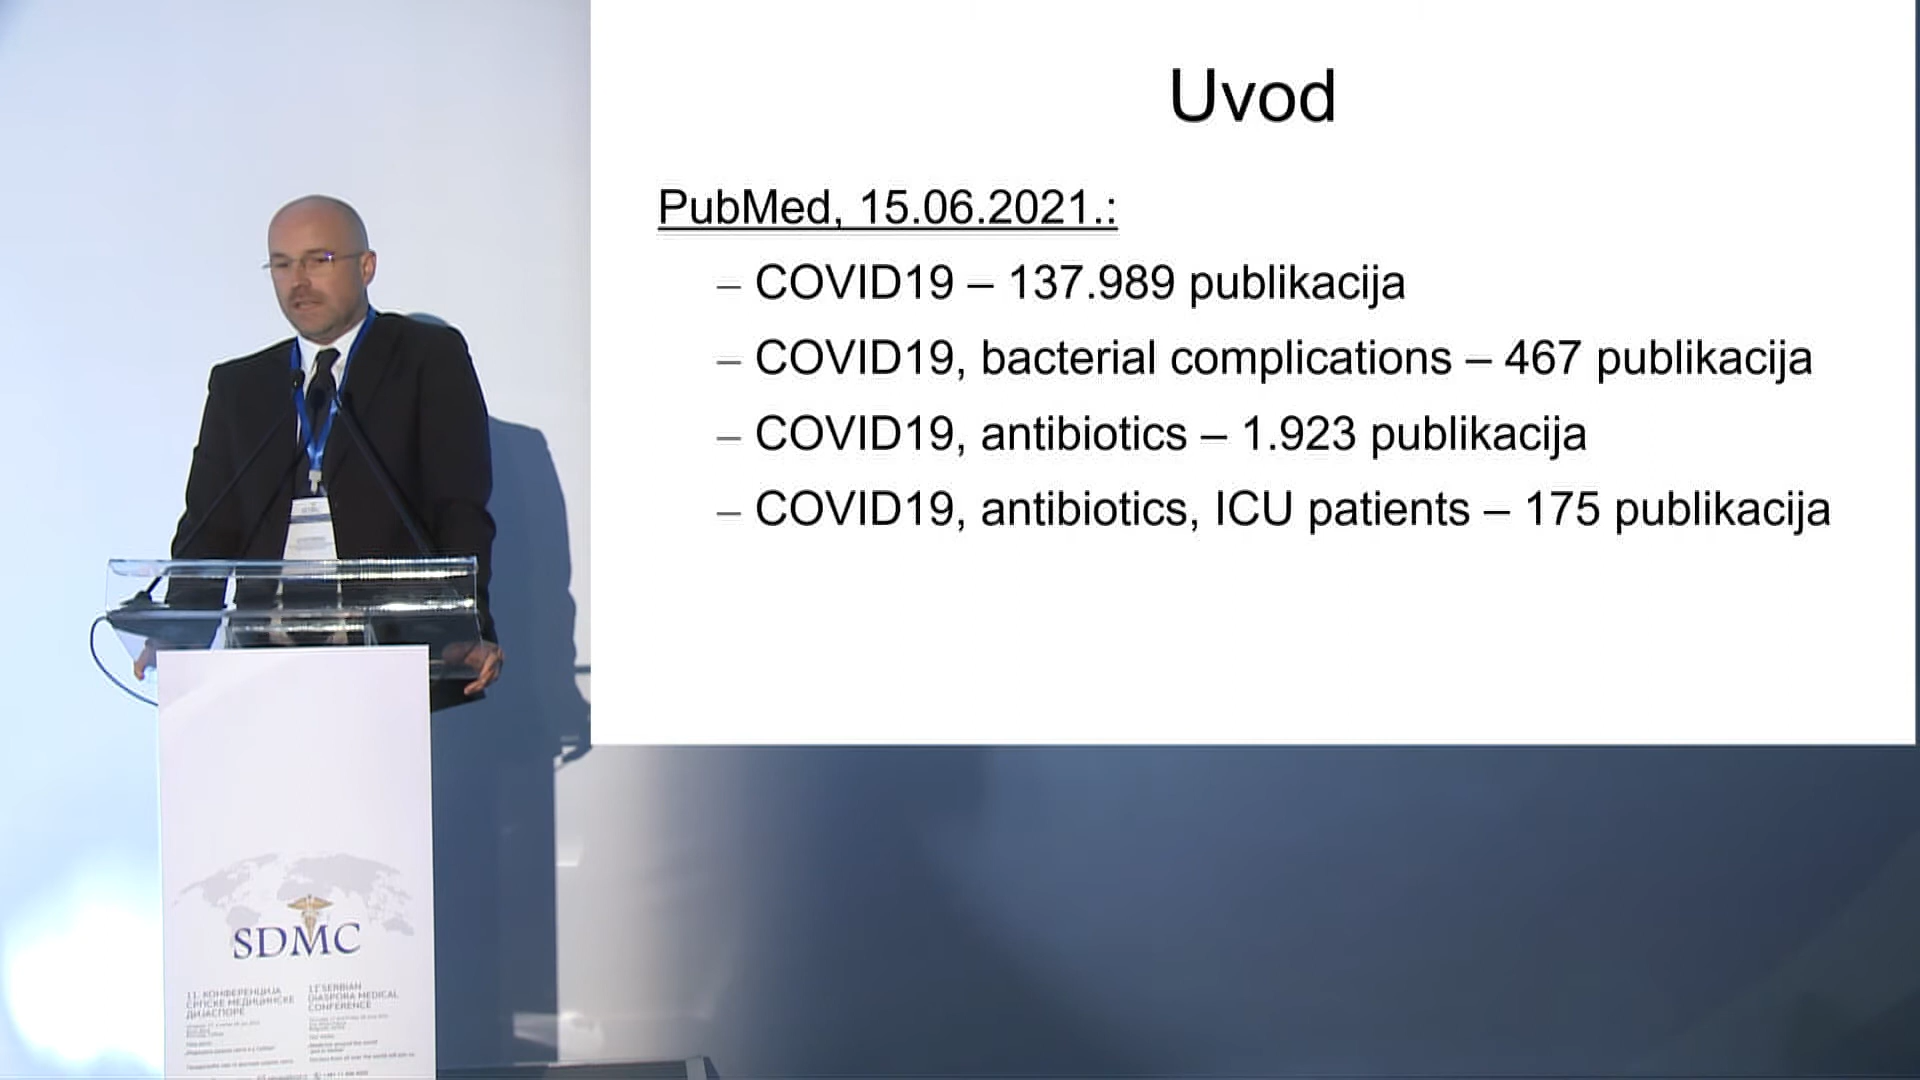 Uvod
PubMed, 15.06.2021.:
– COVID19 – 137.989 publikacija
– COVID19, bacterial complications – 467 publikacija
– COVID19, antibiotics – 1.923 publikacija
– COVID19, antibiotics, ICU patients – 175 publikacija
SDMC
11. КОНФЕРЕНЦИЈА
СРПСКЕ МЕДИЦИНСКЕ
ДИЈАСПОРЕ
SERBIAN
DIASPORA MEDICAL
CONFERENCE